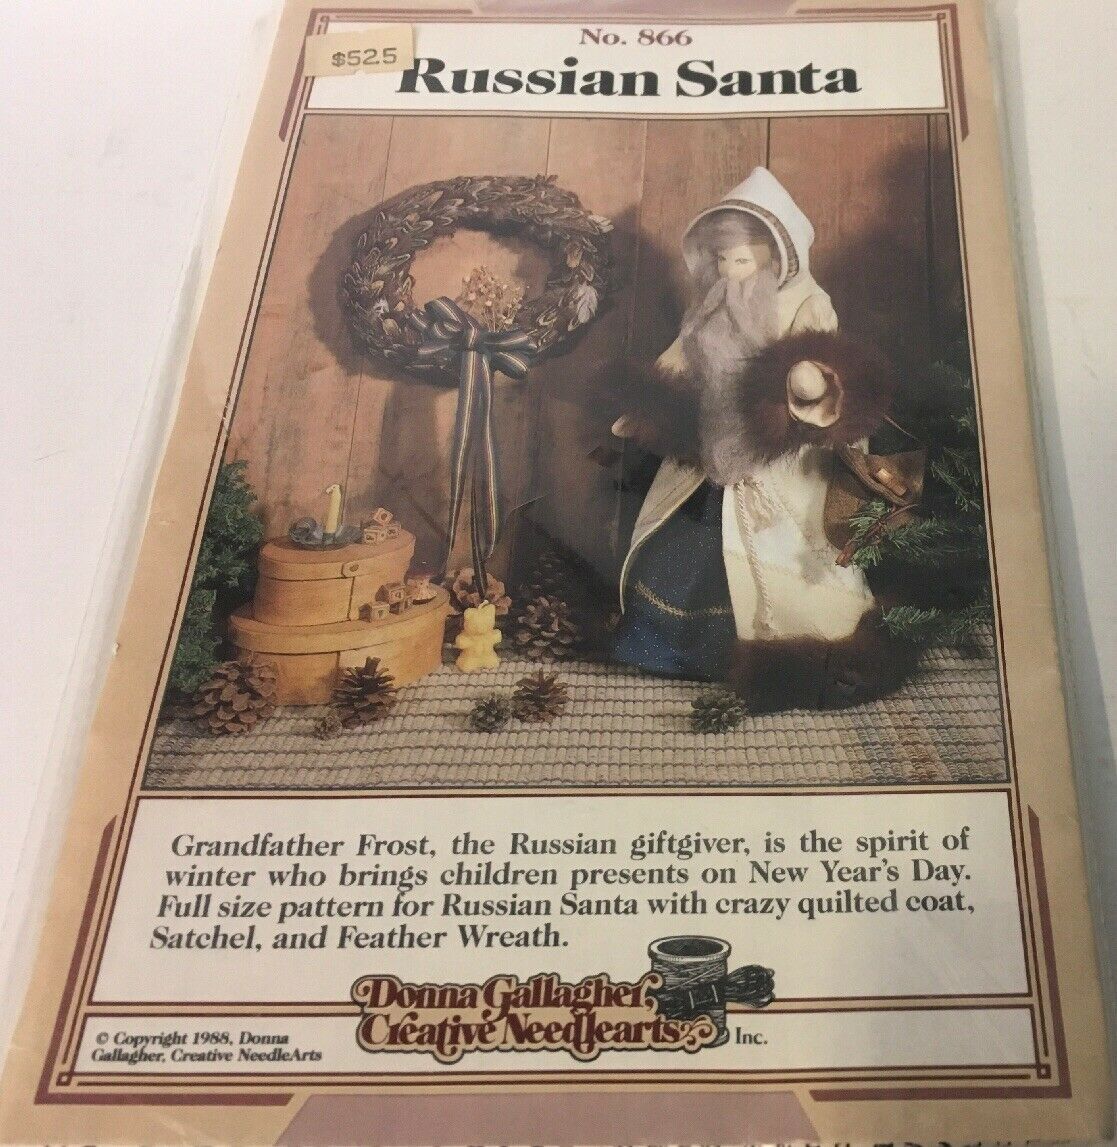 No. 866
$525
Russian Santa
Grandfather Frost, the Russian giftgiver, is the spirit of
winter who brings children presents on New Year's Day.
Full size pattern for Russian Santa with crazy quilted coat,
Satchel, and Feather Wreath.
Donna Gallagher,
Creative Needlearts
Inc.
© Copyright 1988, Donna
Gallagher, Creative NeedleArts